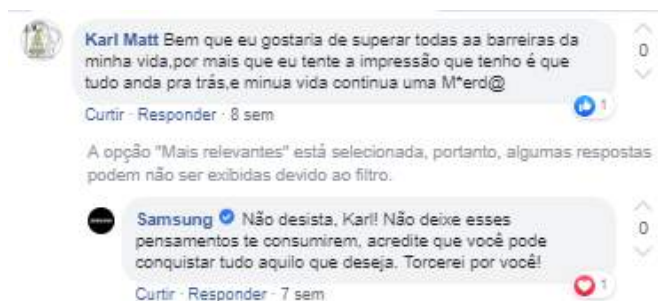 Karl Matt Bem que eu gostaria de superar todas aa barreiras da
minha vida,por mais que eu tente a impressão que tenho é que
tudo anda pra trás,e minua vida continua uma M*erd@
0
1
Curtir · Responder · 8 sem
A opção "Mais relevantes" está selecionada, portanto, algumas respostas
podem não ser exibidas devido ao filtro.
Samsung Não desista, Karl! Não deixe esses
pensamentos te consumirem, acredite que você pode
conquistar tudo aquilo que deseja. Torcerei por você!
0
1
Curtir · Responder · 7 sem